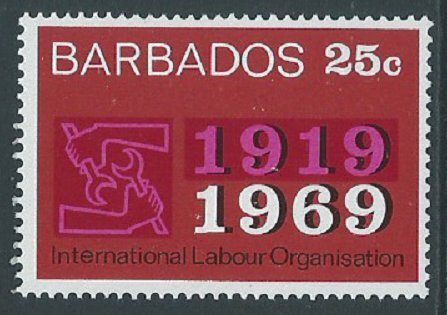 BARBADOS 25c
1919
1969
International Labour Organisation